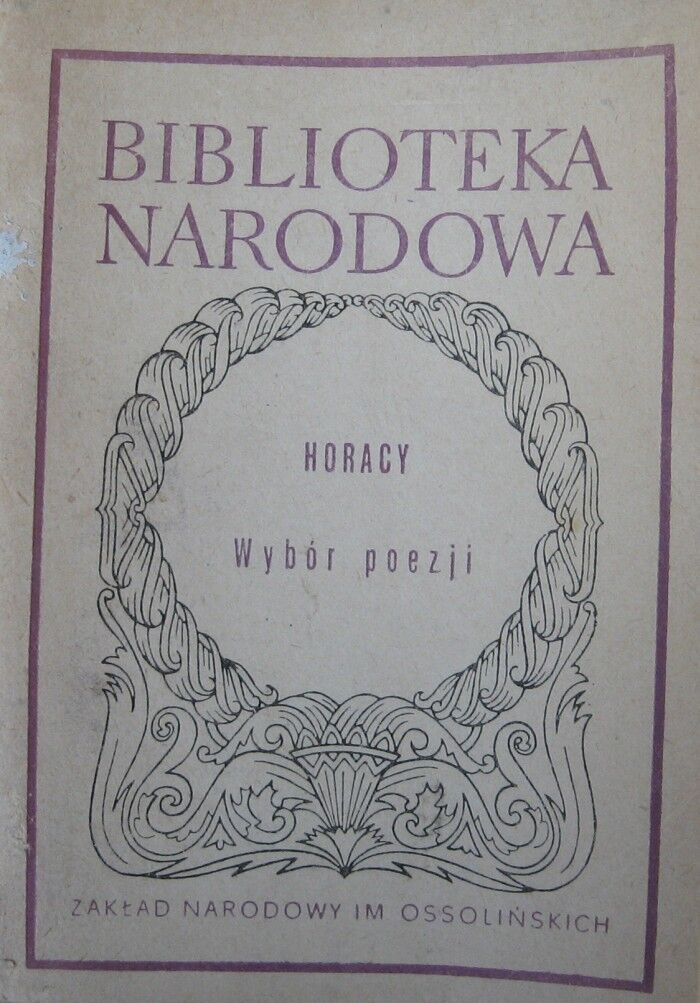 BIBLIOTEKA
NARODOWA
HORACY
Wybór poezji
ZAKŁAD NARODOWY IM OSSOLIŃSKICH